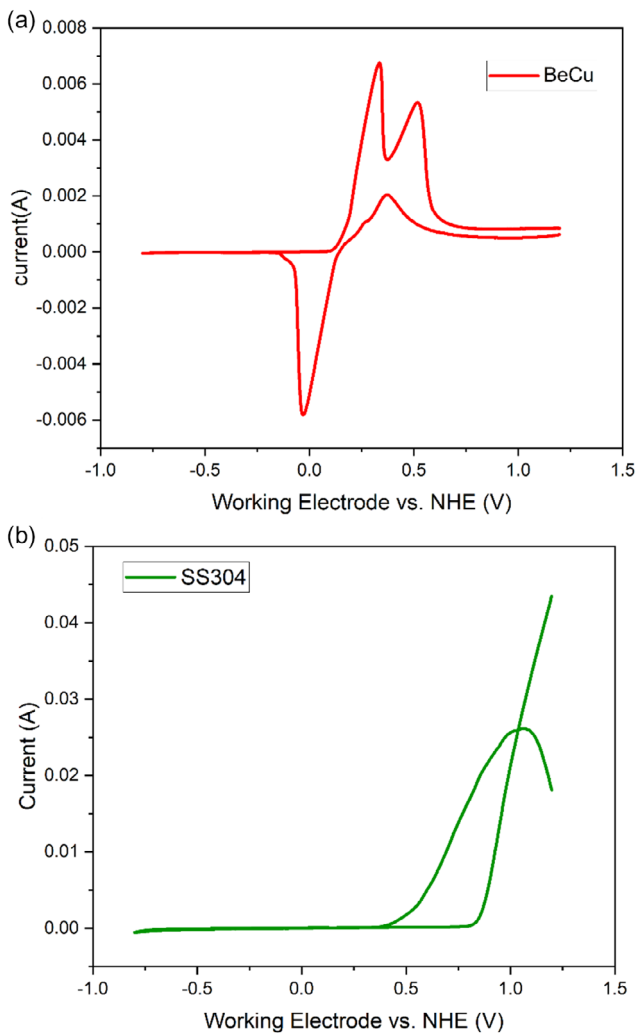 (a)
0.008
BeCu
0.006
0.004
0.002
0.000
-0.002
-0.004
-0.006
current(A)
-1.0 -0.5 0.0 0.5 1.0 1.5
Working Electrode vs. NHE (V)
(b)
0.05
SS304
0.04
0.03
0.02
0.01
0.00
Current (A)
-1.0 -0.5 0.0 0.5 1.0 1.5
Working Electrode vs. NHE (V)